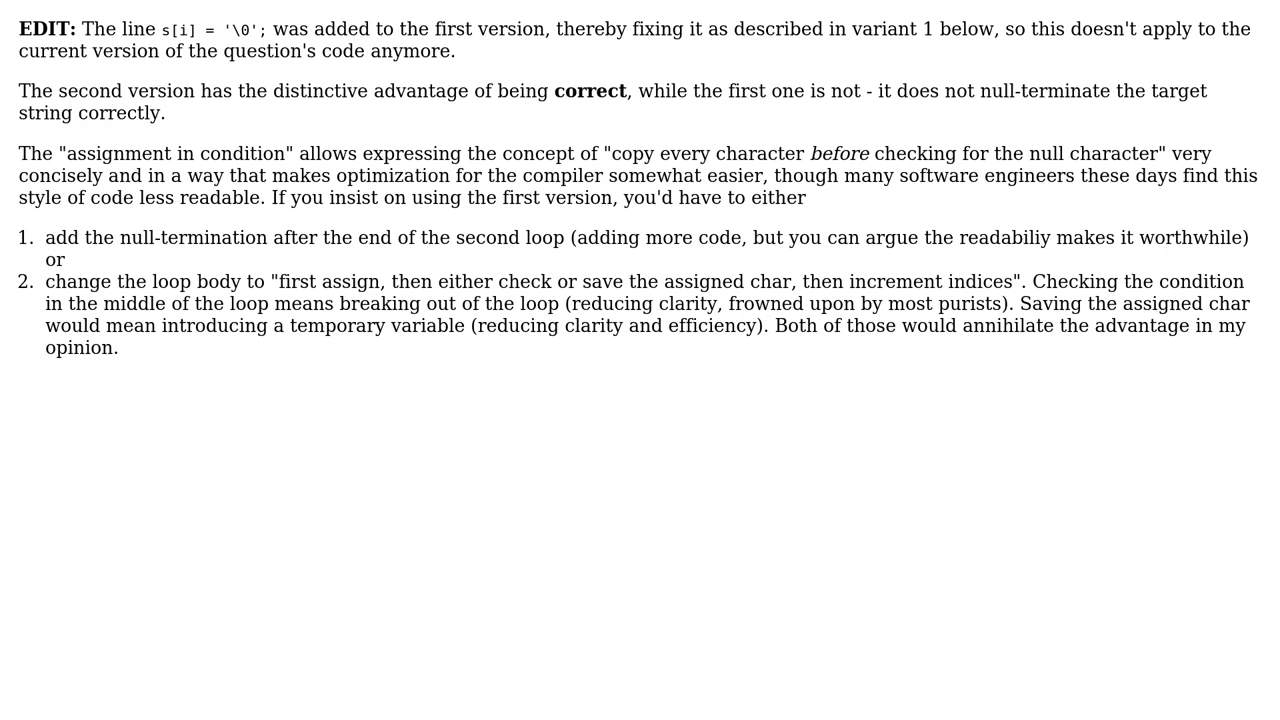 EDIT: The line s[i] = '\0'; was added to the first version, thereby fixing it as described in variant 1 below, so this doesn't apply to the
current version of the question's code anymore.
The second version has the distinctive advantage of being correct, while the first one is not - it does not null-terminate the target
string correctly.
The "assignment in condition" allows expressing the concept of "copy every character before checking for the null character" very
concisely and in a way that makes optimization for the compiler somewhat easier, though many software engineers these days find this
style of code less readable. If you insist on using the first version, you'd have to either
1. add the null-termination after the end of the second loop (adding more code, but you can argue the readabiliy makes it worthwhile)
or
2. change the loop body to "first assign, then either check or save the assigned char, then increment indices". Checking the condition
in the middle of the loop means breaking out of the loop (reducing clarity, frowned upon by most purists). Saving the assigned char
would mean introducing a temporary variable (reducing clarity and efficiency). Both of those would annihilate the advantage in my
opinion.